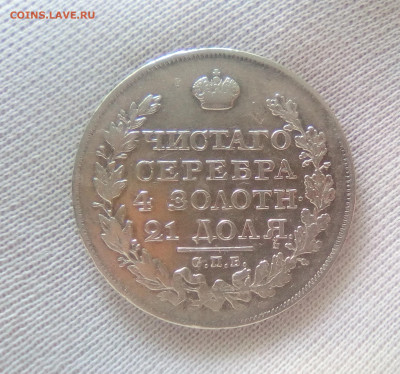 COINS.LAVE.RU
ЧИСТАГО
СЕРЕБРА
4 ЗОЛОТН.
21 ДОЛЯ.
С.П.Б.